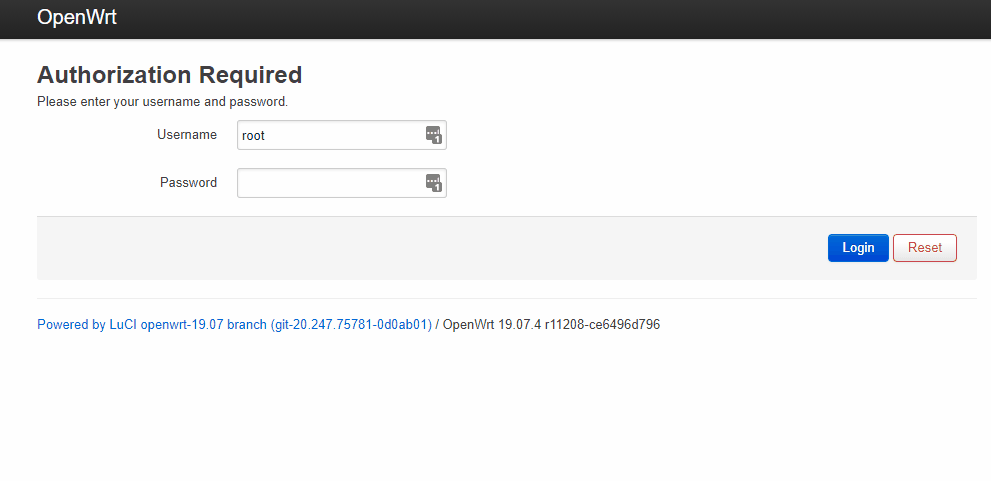 OpenWrt
Authorization Required
Please enter your username and password.
Username root
Password
Login Reset
Powered by LuCI openwrt-19.07 branch (git-20.247.75781-0d0ab01) / OpenWrt 19.07.4 r11208-ce6496d796